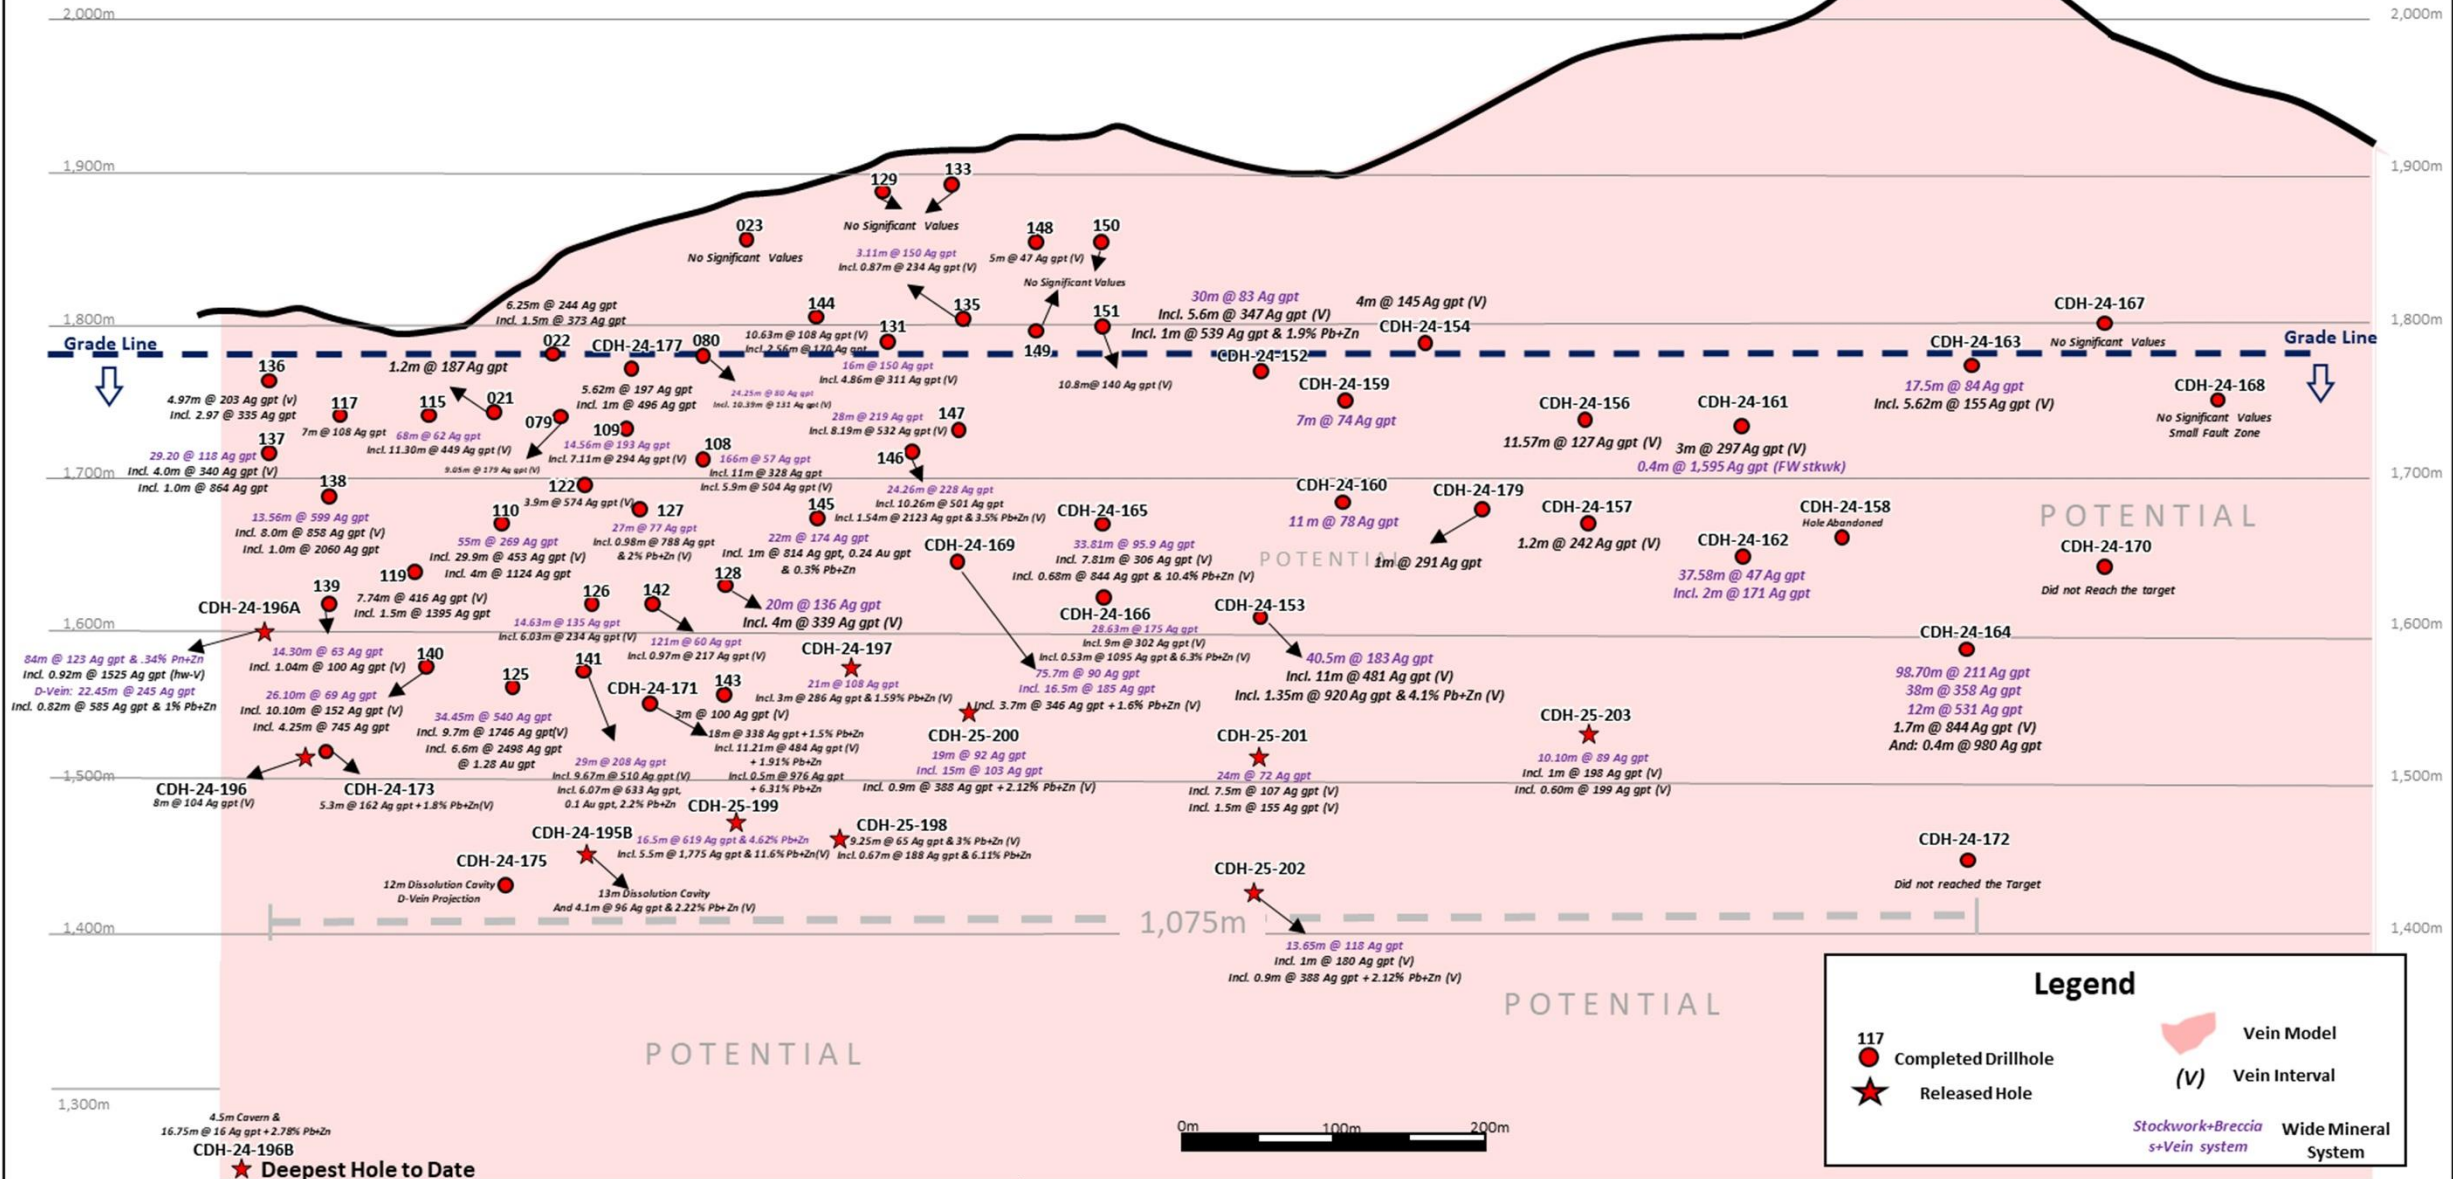 2,000m
2,000m
1,900m
1,900m
129
133
No Significant Values
023
No Significant Values
3.11m @ 150 Ag gpt
Incl. 0.87m @ 234 Ag gpt (V)
148
5m @ 47 Ag gpt (V)
150
No Significant Values
1,800m
1,800m
6.25m @ 244 Ag gpt
Incl. 1.5m @ 373 Ag gpt
022
144
10.63m @ 108 Ag gpt (V)
Incl. 2.56m @ 170 Ag gpt
135
131
16m @ 150 Ag gpt
Incl. 4.86m @ 311 Ag gpt (V)
149
151
10.8m@ 140 Ag gpt (V)
30m @ 83 Ag gpt
Incl. 5.6m @ 347 Ag gpt (V)
Incl. 1m @ 539 Ag gpt & 1.9% Pb+Zn
CDH-24-152
4m @ 145 Ag gpt (V)
CDH-24-154
CDH-24-167
No Significant Values
Grade Line
Grade Line
CDH-24-163
17.5m @ 84 Ag gpt
Incl. 5.62m @ 155 Ag gpt (V)
CDH-24-168
No Significant Values
Small Fault Zone
136
4.97m @ 203 Ag gpt (v)
Incl. 2.97 @ 335 Ag gpt
1.2m @ 187 Ag gpt
117
7m @ 108 Ag gpt
115
68m @ 62 Ag gpt
Incl. 11.30m @ 449 Ag gpt (V)
021
079
9.05m @ 179 Ag gpt (V)
CDH-24-177
5.62m @ 197 Ag gpt
Incl. 1m @ 496 Ag gpt
080
24.25m @ 80 Ag gpt
Incl. 10.39m @ 131 Ag gpt (V)
109
14.56m @ 193 Ag gpt
Incl. 7.11m @ 294 Ag gpt (V)
108
166m @ 57 Ag gpt
Incl. 11m @ 328 Ag gpt
Incl. 5.9m @ 504 Ag gpt (V)
28m @ 219 Ag gpt
Incl. 8.19m @ 532 Ag gpt (V)
147
146
24.26m @ 228 Ag gpt
Incl. 10.26m @ 501 Ag gpt
Incl. 1.54m @ 2123 Ag gpt & 3.5% Pb+Zn (V)
CDH-24-159
7m @ 74 Ag gpt
CDH-24-156
11.57m @ 127 Ag gpt (V)
CDH-24-161
3m @ 297 Ag gpt (V)
0.4m @ 1,595 Ag gpt (FW stkwk)
137
29.20 @ 118 Ag gpt
Incl. 4.0m @ 340 Ag gpt (V)
Incl. 1.0m @ 864 Ag gpt
1,700m
1,700m
138
13.56m @ 599 Ag gpt
Incl. 8.0m @ 858 Ag gpt (V)
Incl. 1.0m @ 2060 Ag gpt
122
3.9m @ 574 Ag gpt (V)
110
55m @ 269 Ag gpt
Incl. 29.9m @ 453 Ag gpt (V)
Incl. 4m @ 1124 Ag gpt
127
27m @ 77 Ag gpt
Incl. 0.98m @ 788 Ag gpt
& 2% Pb+Zn (V)
145
22m @ 174 Ag gpt
Incl. 1m @ 814 Ag gpt, 0.24 Au gpt
& 0.3% Pb+Zn
CDH-24-169
CDH-24-165
33.81m @ 95.9 Ag gpt
Incl. 7.81m @ 306 Ag gpt (V)
Incl. 0.68m @ 844 Ag gpt & 10.4% Pb+Zn (V)
CDH-24-160
11 m @ 78 Ag gpt
POTENTIAL
CDH-24-179
1m @ 291 Ag gpt
CDH-24-157
1.2m @ 242 Ag gpt (V)
CDH-24-158
Hole Abandoned
CDH-24-162
37.58m @ 47 Ag gpt
Incl. 2m @ 171 Ag gpt
POTENTIAL
CDH-24-170
Did not Reach the target
119
7.74m @ 416 Ag gpt (V)
Incl. 1.5m @ 1395 Ag gpt
139
14.30m @ 63 Ag gpt
Incl. 1.04m @ 100 Ag gpt (V)
CDH-24-196A
1,600m
1,600m
84m @ 123 Ag gpt & .34% Pn+Zn
Incl. 0.92m @ 1525 Ag gpt (hw-V)
D-Vein: 22.45m @ 245 Ag gpt
Incl. 0.82m @ 585 Ag gpt & 1% Pb+Zn
126
14.63m @ 135 Ag gpt
Incl. 6.03m @ 234 Ag gpt (V)
142
121m @ 60 Ag gpt
Incl. 0.97m @ 217 Ag gpt (V)
128
20m @ 136 Ag gpt
Incl. 4m @ 339 Ag gpt (V)
CDH-24-166
28.63m @ 175 Ag gpt
Incl. 9m @ 302 Ag gpt (V)
Incl. 0.53m @ 1095 Ag gpt & 6.3% Pb+Zn (V)
CDH-24-153
40.5m @ 183 Ag gpt
Incl. 11m @ 481 Ag gpt (V)
Incl. 1.35m @ 920 Ag gpt & 4.1% Pb+Zn (V)
CDH-24-164
98.70m @ 211 Ag gpt
38m @ 358 Ag gpt
12m @ 531 Ag gpt
1.7m @ 844 Ag gpt (V)
And: 0.4m @ 980 Ag gpt
140
26.10m @ 69 Ag gpt
Incl. 10.10m @ 152 Ag gpt (V)
Incl. 4.25m @ 745 Ag gpt
125
34.45m @ 540 Ag gpt
Incl. 9.7m @ 1746 Ag gpt(V)
Incl. 6.6m @ 2498 Ag gpt
@ 1.28 Au gpt
141
29m @ 208 Ag gpt
Incl. 9.67m @ 510 Ag gpt (V)
Incl. 6.07m @ 633 Ag gpt,
0.1 Au gpt, 2.2% Pb+Zn
CDH-24-171
18m @ 338 Ag gpt + 1.5% Pb+Zn
Incl. 11.21m @ 484 Ag gpt (V)
+ 1.91% Pb+Zn
Incl. 0.5m @ 976 Ag gpt
+ 6.31% Pb+Zn
143
3m @ 100 Ag gpt (V)
CDH-24-197
21m @ 108 Ag gpt
Incl. 3m @ 286 Ag gpt & 1.59% Pb+Zn (V)
75.7m @ 90 Ag gpt
Incl. 16.5m @ 185 Ag gpt
Incl. 3.7m @ 346 Ag gpt + 1.6% Pb+Zn (V)
CDH-25-200
19m @ 92 Ag gpt
Incl. 15m @ 103 Ag gpt
Incl. 0.9m @ 388 Ag gpt + 2.12% Pb+Zn (V)
CDH-25-201
24m @ 72 Ag gpt
Incl. 7.5m @ 107 Ag gpt (V)
Incl. 1.5m @ 155 Ag gpt (V)
CDH-25-203
10.10m @ 89 Ag gpt
Incl. 1m @ 198 Ag gpt (V)
Incl. 0.60m @ 199 Ag gpt (V)
1,500m
1,500m
CDH-24-196
8m @ 104 Ag gpt (V)
CDH-24-173
5.3m @ 162 Ag gpt + 1.8% Pb+Zn(V)
CDH-25-199
16.5m @ 619 Ag gpt & 4.62% Pb+Zn
Incl. 5.5m @ 1,775 Ag gpt & 11.6% Pb+Zn(V)
CDH-25-198
9.25m @ 65 Ag gpt & 3% Pb+Zn (V)
Incl. 0.67m @ 188 Ag gpt & 6.11% Pb+Zn
CDH-24-195B
13m Dissolution Cavity
And 4.1m @ 96 Ag gpt & 2.22% Pb+Zn (V)
CDH-24-175
12m Dissolution Cavity
D-Vein Projection
CDH-25-202
13.65m @ 118 Ag gpt
Incl. 1m @ 180 Ag gpt (V)
Incl. 0.9m @ 388 Ag gpt + 2.12% Pb+Zn (V)
CDH-24-172
Did not reached the Target
1,075m
1,400m
1,400m
POTENTIAL
POTENTIAL
1,300m
4.5m Cavern &
16.75m @ 16 Ag gpt + 2.78% Pb+Zn
CDH-24-196B
Deepest Hole to Date
0m
100m
200m
Legend
117
Completed Drillhole
Released Hole
Vein Model
(V)
Vein Interval
Stockwork+Breccia
s+Vein system
Wide Mineral
System